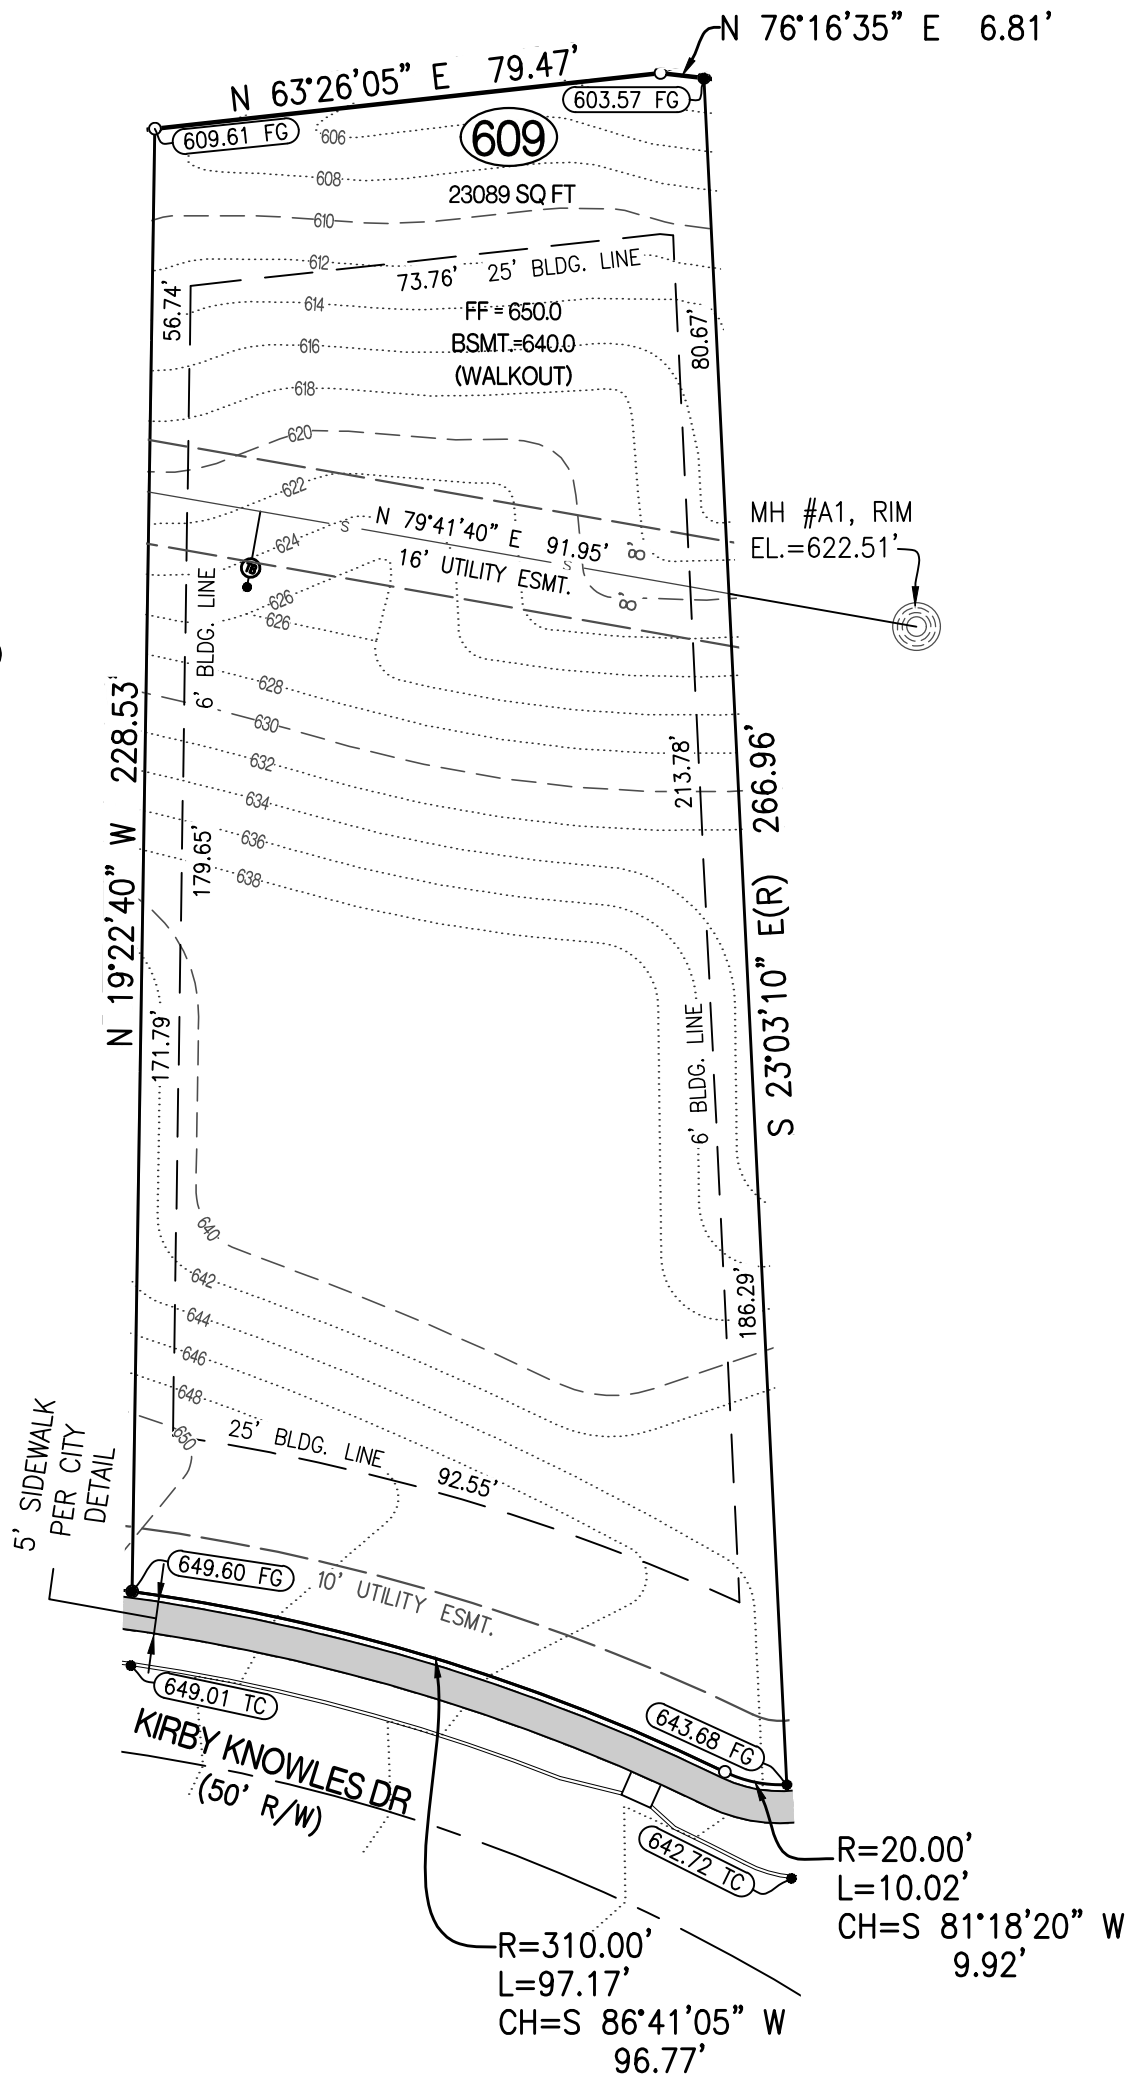 N 76°16'35" E 6.81'
N 63°26'05" E 79.47'
603.57 FG
609.61 FG
606
609
608
23089 SQ FT
610
612
73.76' 25' BLDG. LINE
56.74'
614
FF = 650.0
80.67'
616
BSMT.=640.0
(WALKOUT)
618
620
622
MH #A1, RIM
EL.=622.51'
S
N 79°41'40" E 91.95'
624
8'
S
16' UTILITY ESMT.
626
8'
626
6' BLDG. LINE
628
630
N 19°22'40" W 228.53'
213.78'
S 23°03'10" E(R) 266.96'
632
634
636
179.65'
638
171.79'
6' BLDG. LINE
640
642
186.29'
644
646
648
650
25' BLDG. LINE 92.55'
5' SIDEWALK
PER CITY
DETAIL
649.60 FG
10' UTILITY ESMT.
649.01 TC
643.68 FG
KIRBY KNOWLES DR
(50' R/W)
642.72 TC
R=20.00'
L=10.02'
CH=S 81°18'20" W
9.92'
R=310.00'
L=97.17'
CH=S 86°41'05" W
96.77'